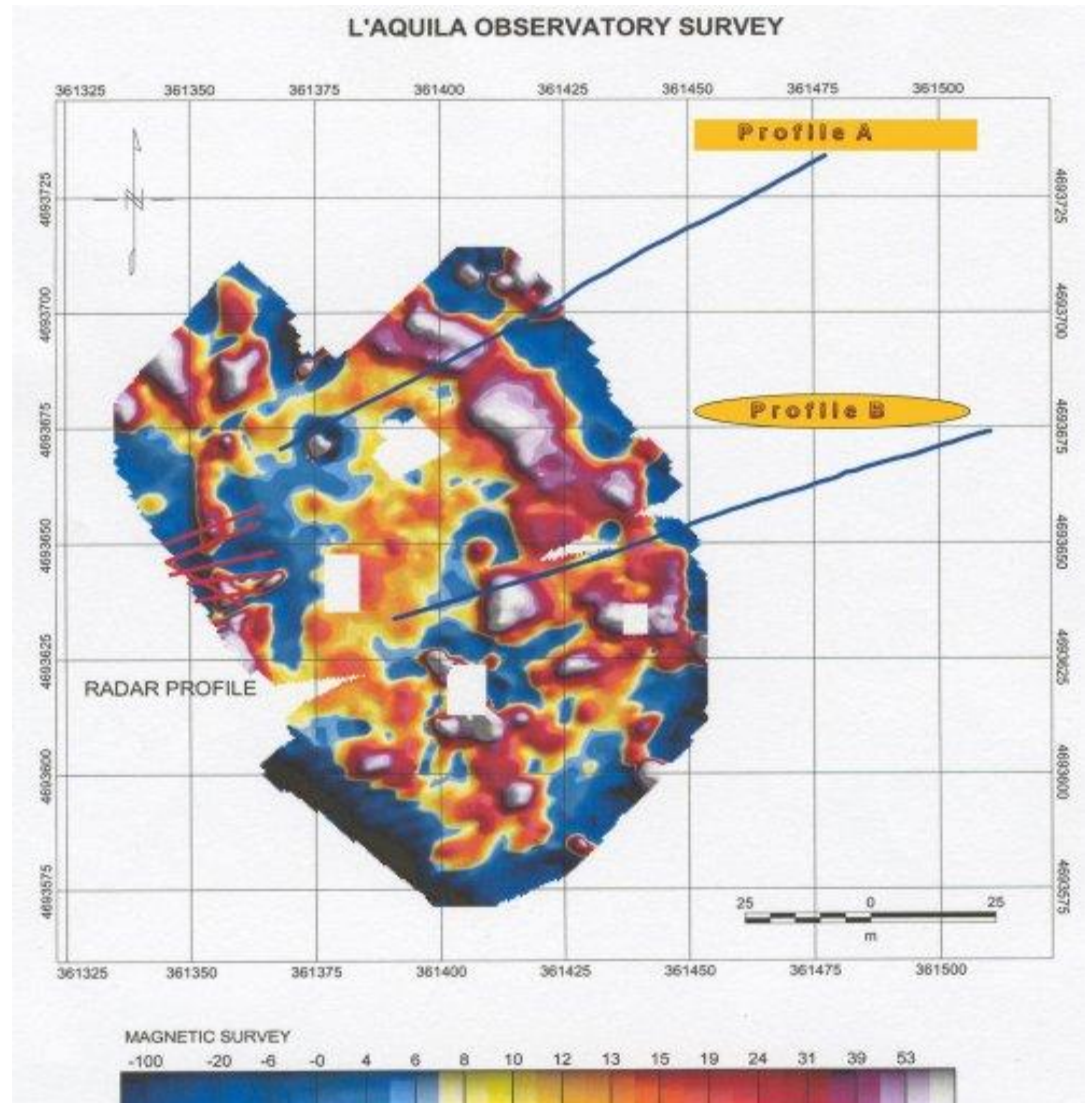 L'AQUILA OBSERVATORY SURVEY
361325 361350 361375 361400 361425 361450 361475 361500
Profile A
4693725 4693725
4693700 4693700
Profile B
4693675 4693675
4693650 4693650
4693625 4693625
RADAR PROFILE
4693600 4693600
4693575 4693575
25 0 25
m
361325 361350 361375 361400 361425 361450 361475 361500
MAGNETIC SURVEY
-100 -20 -6 -0 4 6 8 10 12 13 15 19 24 31 39 53